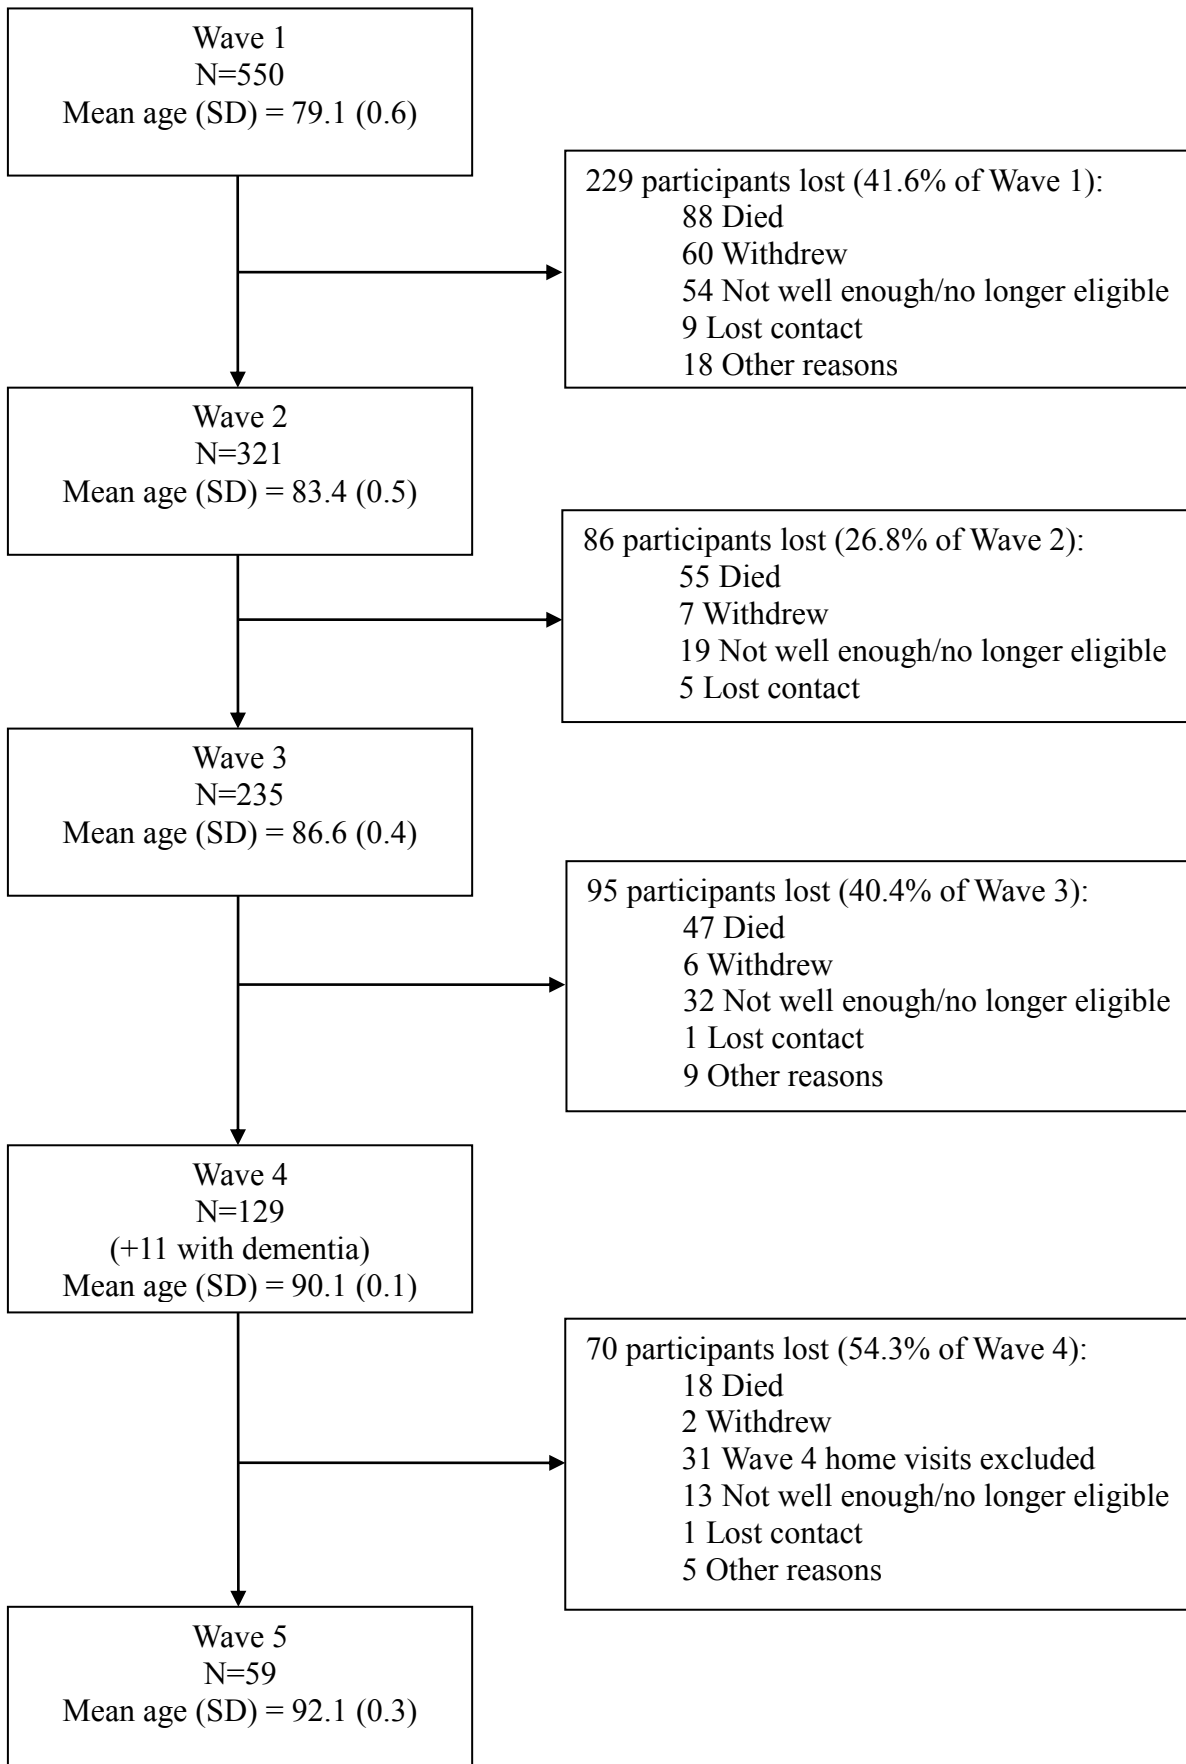 Wave 1
N=550
Mean age (SD) = 79.1 (0.6)
229 participants lost (41.6% of Wave 1):
88 Died
60 Withdrew
54 Not well enough/no longer eligible
9 Lost contact
18 Other reasons
Wave 2
N=321
Mean age (SD) = 83.4 (0.5)
86 participants lost (26.8% of Wave 2):
55 Died
7 Withdrew
19 Not well enough/no longer eligible
5 Lost contact
Wave 3
N=235
Mean age (SD) = 86.6 (0.4)
95 participants lost (40.4% of Wave 3):
47 Died
6 Withdrew
32 Not well enough/no longer eligible
1 Lost contact
9 Other reasons
Wave 4
N=129
(+11 with dementia)
Mean age (SD) = 90.1 (0.1)
70 participants lost (54.3% of Wave 4):
18 Died
2 Withdrew
31 Wave 4 home visits excluded
13 Not well enough/no longer eligible
1 Lost contact
5 Other reasons
Wave 5
N=59
Mean age (SD) = 92.1 (0.3)